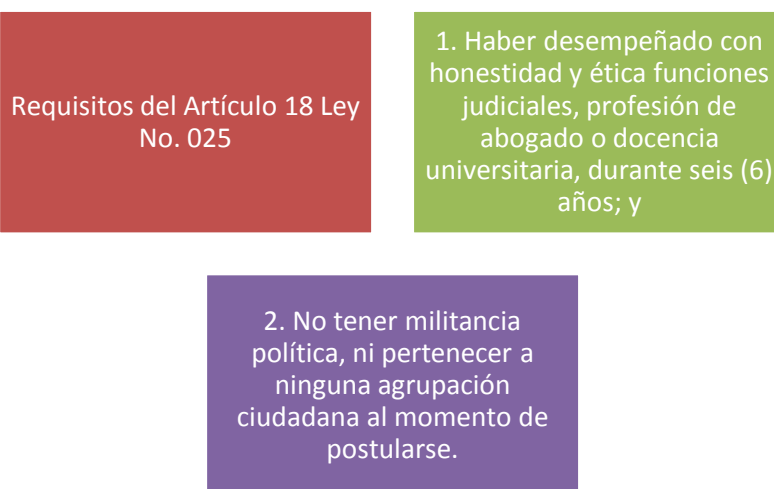 Requisitos del Artículo 18 Ley
No. 025
1. Haber desempeñado con
honestidad y ética funciones
judiciales, profesión de
abogado o docencia
universitaria, durante seis (6)
años; y
2. No tener militancia
política, ni pertenecer a
ninguna agrupación
ciudadana al momento de
postularse.